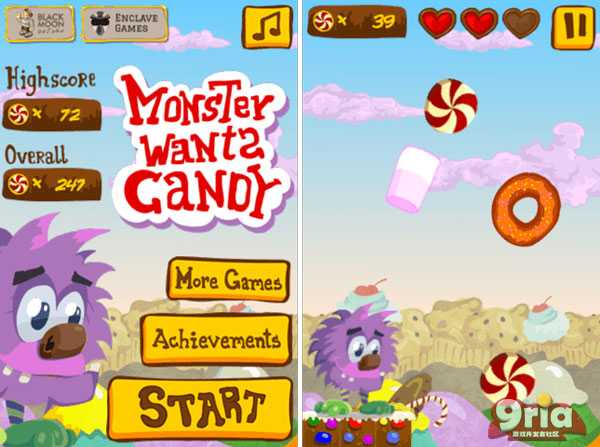 BLACK
MOON
DESIGN
ENCLAVE
GAMES
Highscore
× 72
Overall
× 247
MONSTER
WANTS
CANDY
More Games
Achievements
START
× 39
9ria
游戏开发者社区